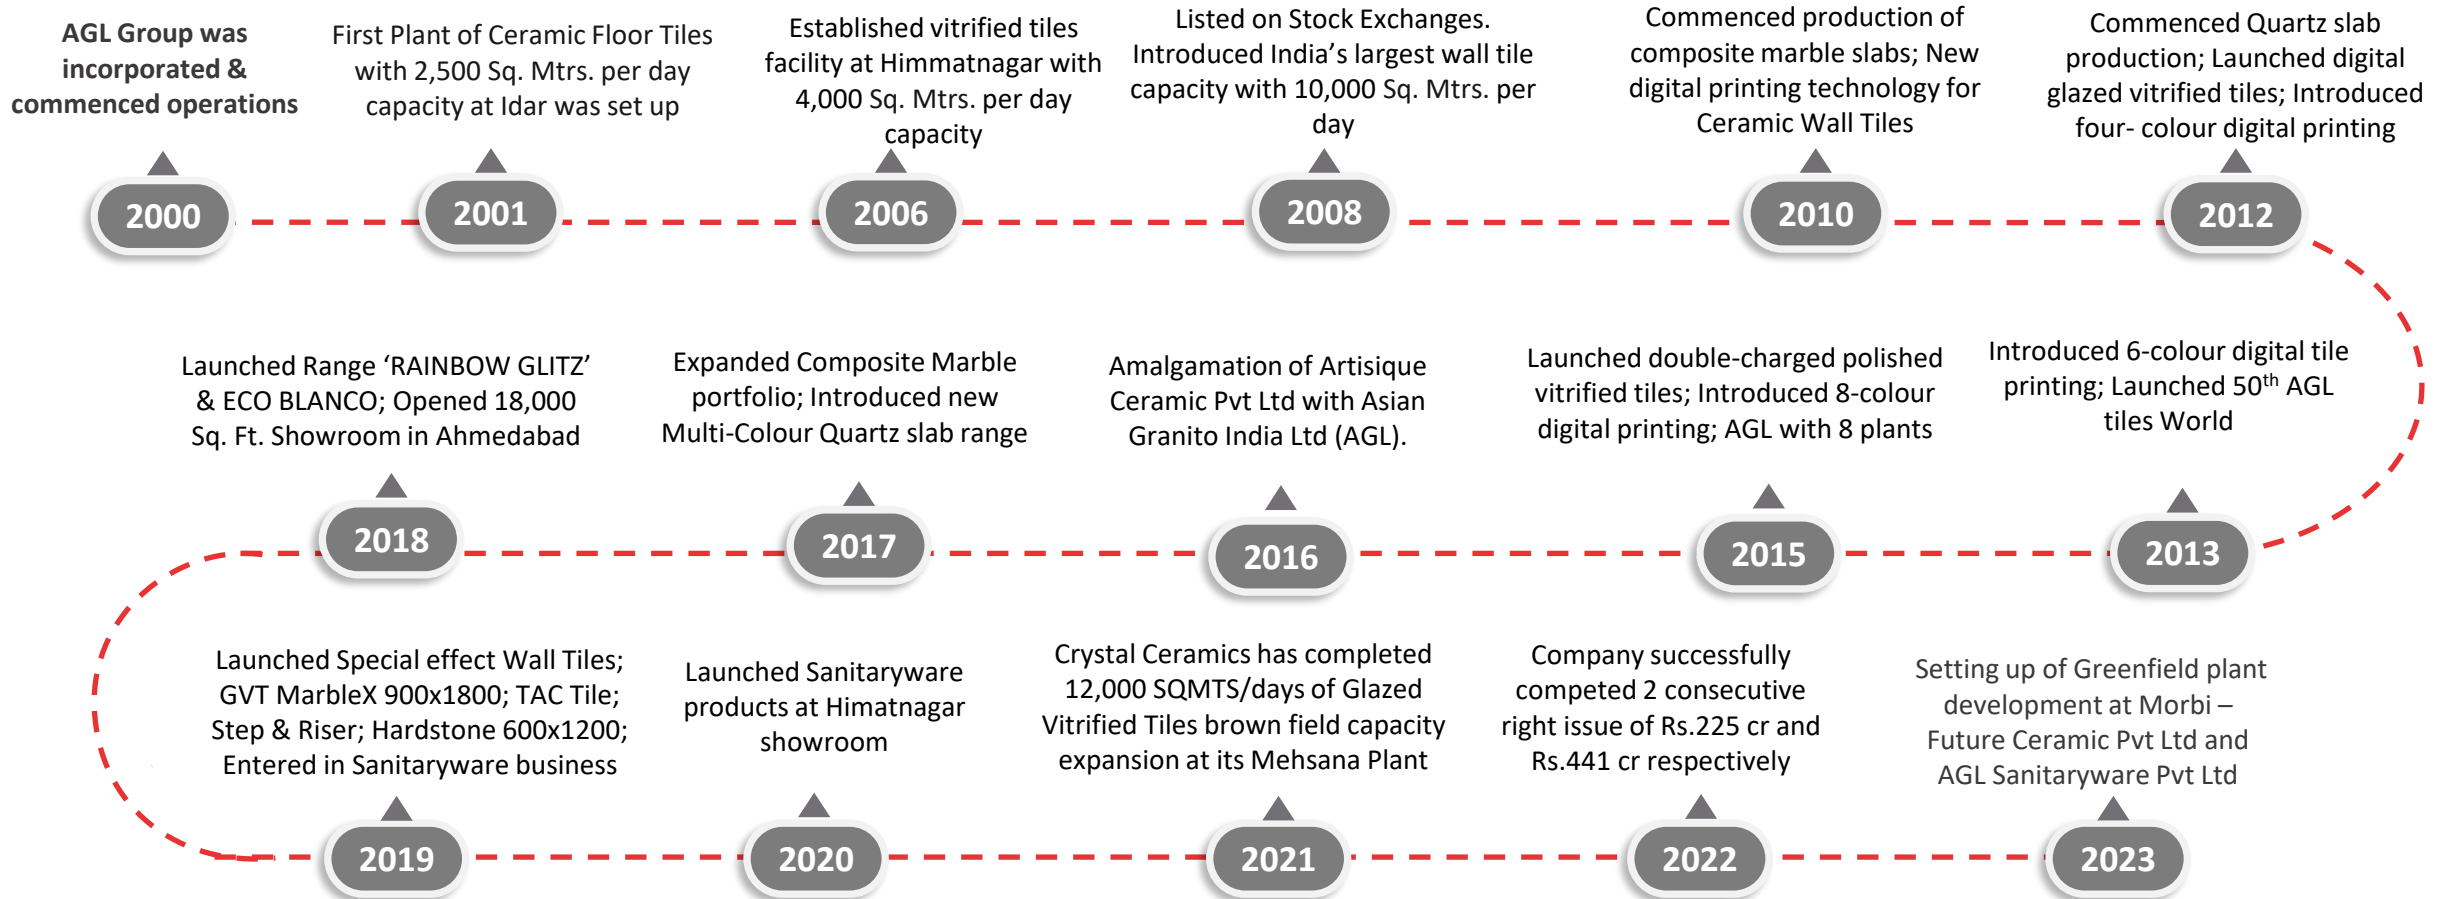 AGL Group was
incorporated &
commenced operations
2000
First Plant of Ceramic Floor Tiles
with 2,500 Sq. Mtrs. per day
capacity at Idar was set up
2001
Established vitrified tiles
facility at Himmatnagar with
4,000 Sq. Mtrs. per day
capacity
2006
Listed on Stock Exchanges.
Introduced India’s largest wall tile
capacity with 10,000 Sq. Mtrs. per
day
2008
Commenced production of
composite marble slabs; New
digital printing technology for
Ceramic Wall Tiles
2010
Commenced Quartz slab
production; Launched digital
glazed vitrified tiles; Introduced
four- colour digital printing
2012
Introduced 6-colour digital tile
printing; Launched 50th AGL
tiles World
2013
Launched double-charged polished
vitrified tiles; Introduced 8-colour
digital printing; AGL with 8 plants
2015
Amalgamation of Artisique
Ceramic Pvt Ltd with Asian
Granito India Ltd (AGL).
2016
Expanded Composite Marble
portfolio; Introduced new
Multi-Colour Quartz slab range
2017
Launched Range ‘RAINBOW GLITZ’
& ECO BLANCO; Opened 18,000
Sq. Ft. Showroom in Ahmedabad
2018
Launched Special effect Wall Tiles;
GVT MarbleX 900x1800; TAC Tile;
Step & Riser; Hardstone 600x1200;
Entered in Sanitaryware business
2019
Launched Sanitaryware
products at Himatnagar
showroom
2020
Crystal Ceramics has completed
12,000 SQMTS/days of Glazed
Vitrified Tiles brown field capacity
expansion at its Mehsana Plant
2021
Company successfully
competed 2 consecutive
right issue of Rs.225 cr and
Rs.441 cr respectively
2022
Setting up of Greenfield plant
development at Morbi –
Future Ceramic Pvt Ltd and
AGL Sanitaryware Pvt Ltd
2023